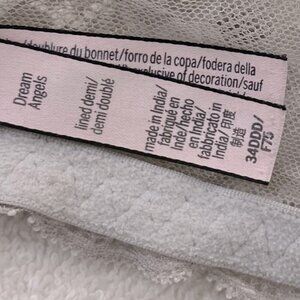 /doublure du bonnet/forro de la copa/fodera della
exclusive of decoration/sauf
Dream
Angels
lined demi/
demi doublé
made in India/
fabriqué en
Inde/hecho
en India/
fabbricato in
India/印度
制造
34DDD/
F75